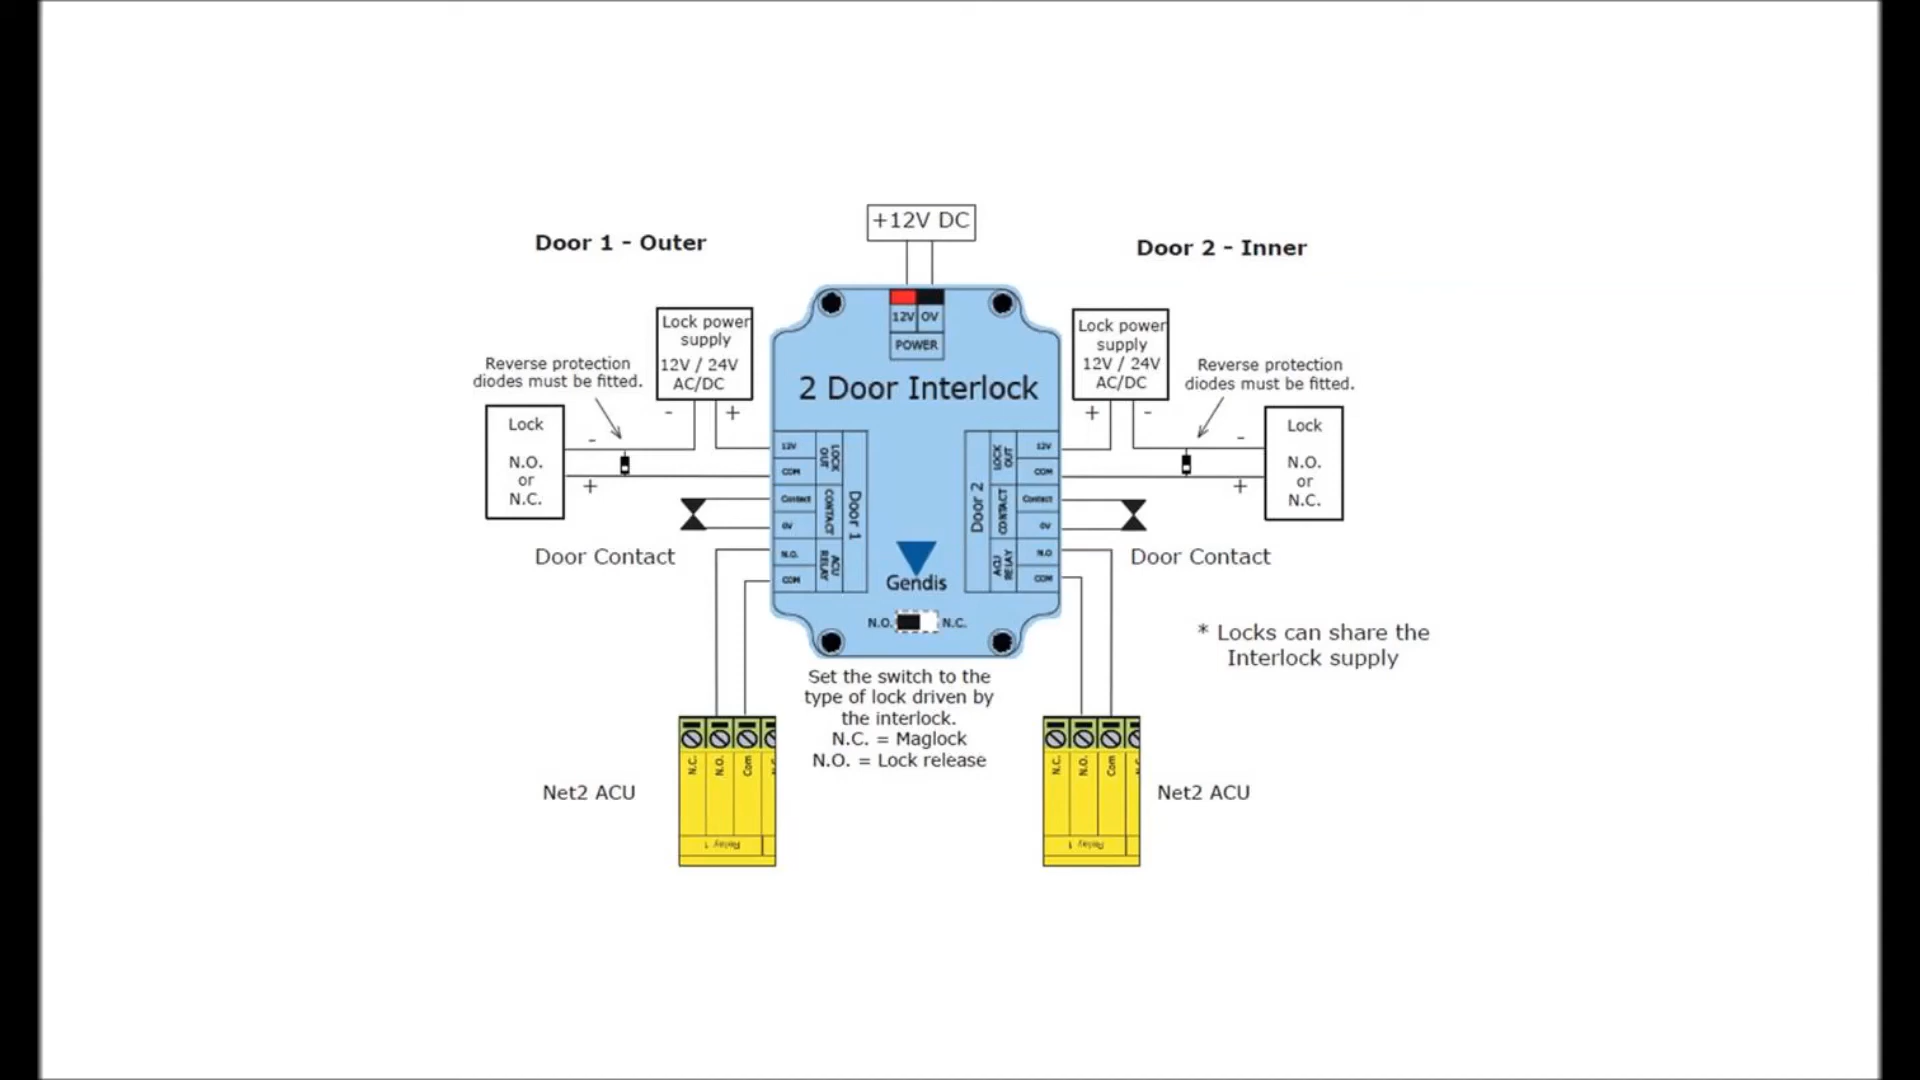 +12V DC
Door 1 - Outer
Door 2 - Inner
Lock power
supply
12V / 24V
AC/DC
- +
Reverse protection
diodes must be fitted.
Lock
N.O.
or
N.C.
-
+
Door Contact
12V 0V
POWER
2 Door Interlock
12V
COM
Contact
0V
N.O.
COM
LOCK
OUT
CONTACT
ACU
RELAY
Door 1
Door 2
LOCK
OUT
CONTACT
ACU
RELAY
12V
COM
Contact
0V
N.O
COM
Gendis
N.O. N.C.
Lock power
supply
12V / 24V
AC/DC
+ -
Reverse protection
diodes must be fitted.
Lock
N.O.
or
N.C.
-
+
Door Contact
* Locks can share the
Interlock supply
Set the switch to the
type of lock driven by
the interlock.
N.C. = Maglock
N.O. = Lock release
Net2 ACU
N.C. N.O. Com
Relay 1
N.C. N.O. Com
Relay 1
Net2 ACU